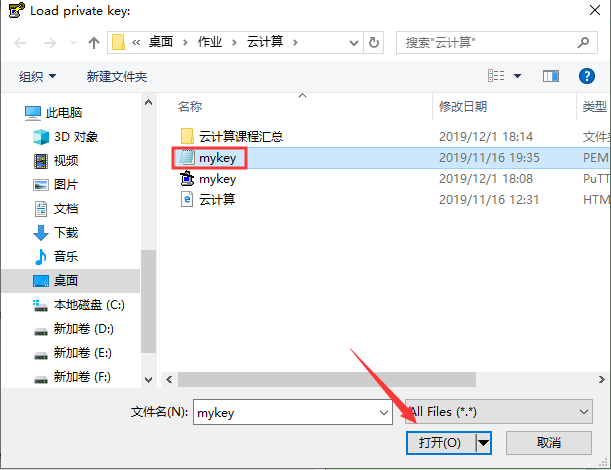 Load private key:
« 桌面 › 作业 › 云计算 ›
搜索"云计算"
组织 新建文件夹
名称 修改日期 类型
此电脑
3D 对象
视频
图片
文档
下载
音乐
桌面
本地磁盘 (C:)
新加卷 (D:)
新加卷 (E:)
新加卷 (F:)
云计算课程汇总 2019/12/1 18:14 文件夹
mykey 2019/11/16 19:35 PEM
mykey 2019/12/1 18:08 PuTT
云计算 2019/11/16 12:31 HTM
文件名(N): mykey
All Files (*.*)
打开(O) 取消